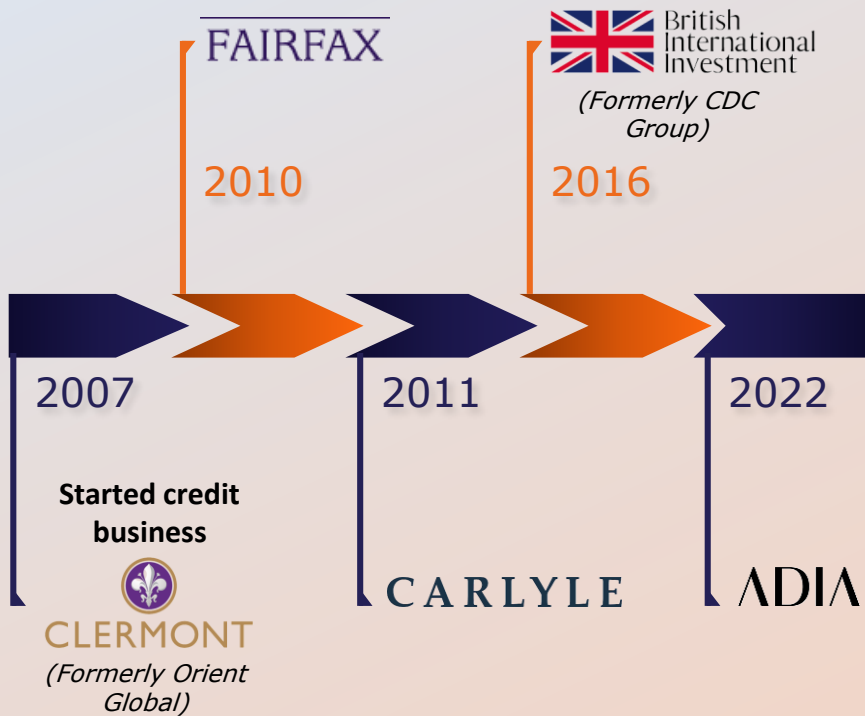 FAIRFAX
2010
British
International
Investment
(Formerly CDC
Group)
2016
2007
Started credit
business
CLERMONT
(Formerly Orient
Global)
2011
CARLYLE
2022
ADIA